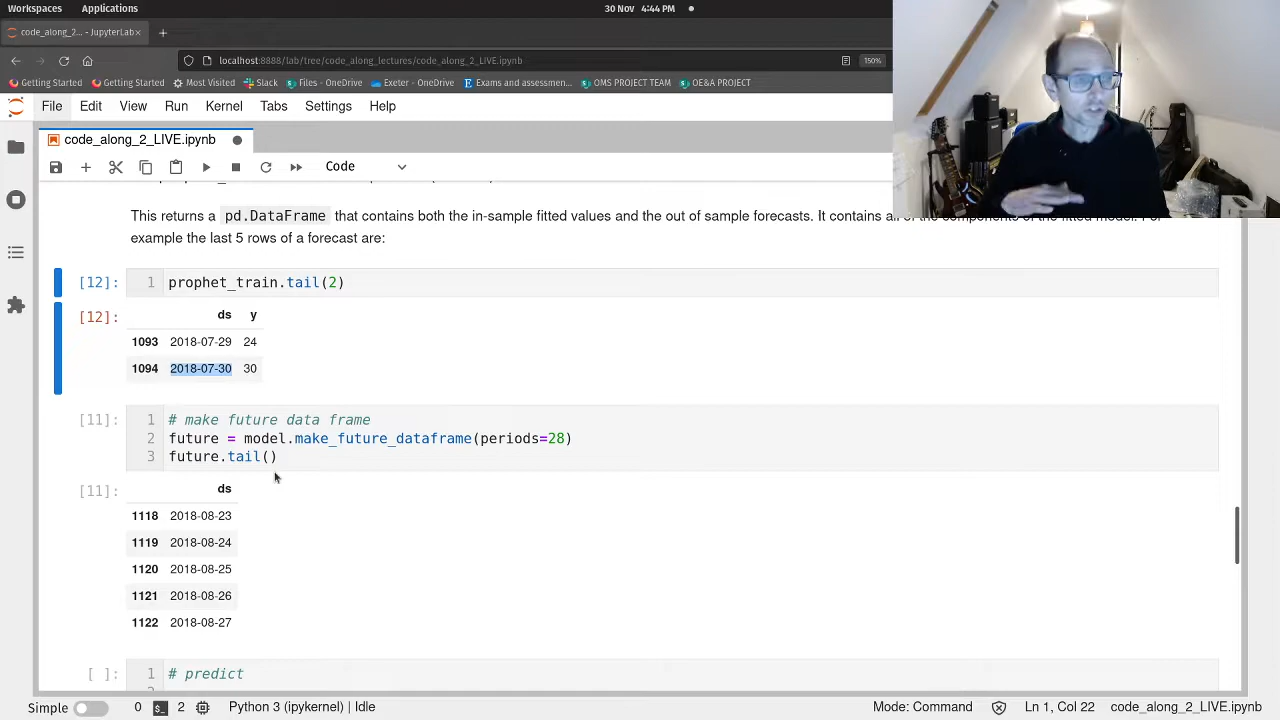 Workspaces Applications 30 Nov 4:44 PM
code_along_2... - JupyterLab
localhost:8888/lab/tree/code_along_lectures/code_along_2_LIVE.ipynb 150%
Getting Started Getting Started Most Visited Slack Files - OneDrive Exeter - OneDrive Exams and assessmen... OMS PROJECT TEAM OE&A PROJECT
File Edit View Run Kernel Tabs Settings Help
code_along_2_LIVE.ipynb
Code
This returns a pd.DataFrame that contains both the in-sample fitted values and the out of sample forecasts. It contains all of the components of the fitted model. For
example the last 5 rows of a forecast are:
[12]: 1 prophet_train.tail(2)
[12]: ds y
1093 2018-07-29 24
1094 2018-07-30 30
[11]: 1 # make future data frame
2 future = model.make_future_dataframe(periods=28)
3 future.tail()
[11]: ds
1118 2018-08-23
1119 2018-08-24
1120 2018-08-25
1121 2018-08-26
1122 2018-08-27
[ ]: 1 # predict
Simple 0 2 Python 3 (ipykernel) | Idle Mode: Command Ln 1, Col 22 code_along_2_LIVE.ipynb